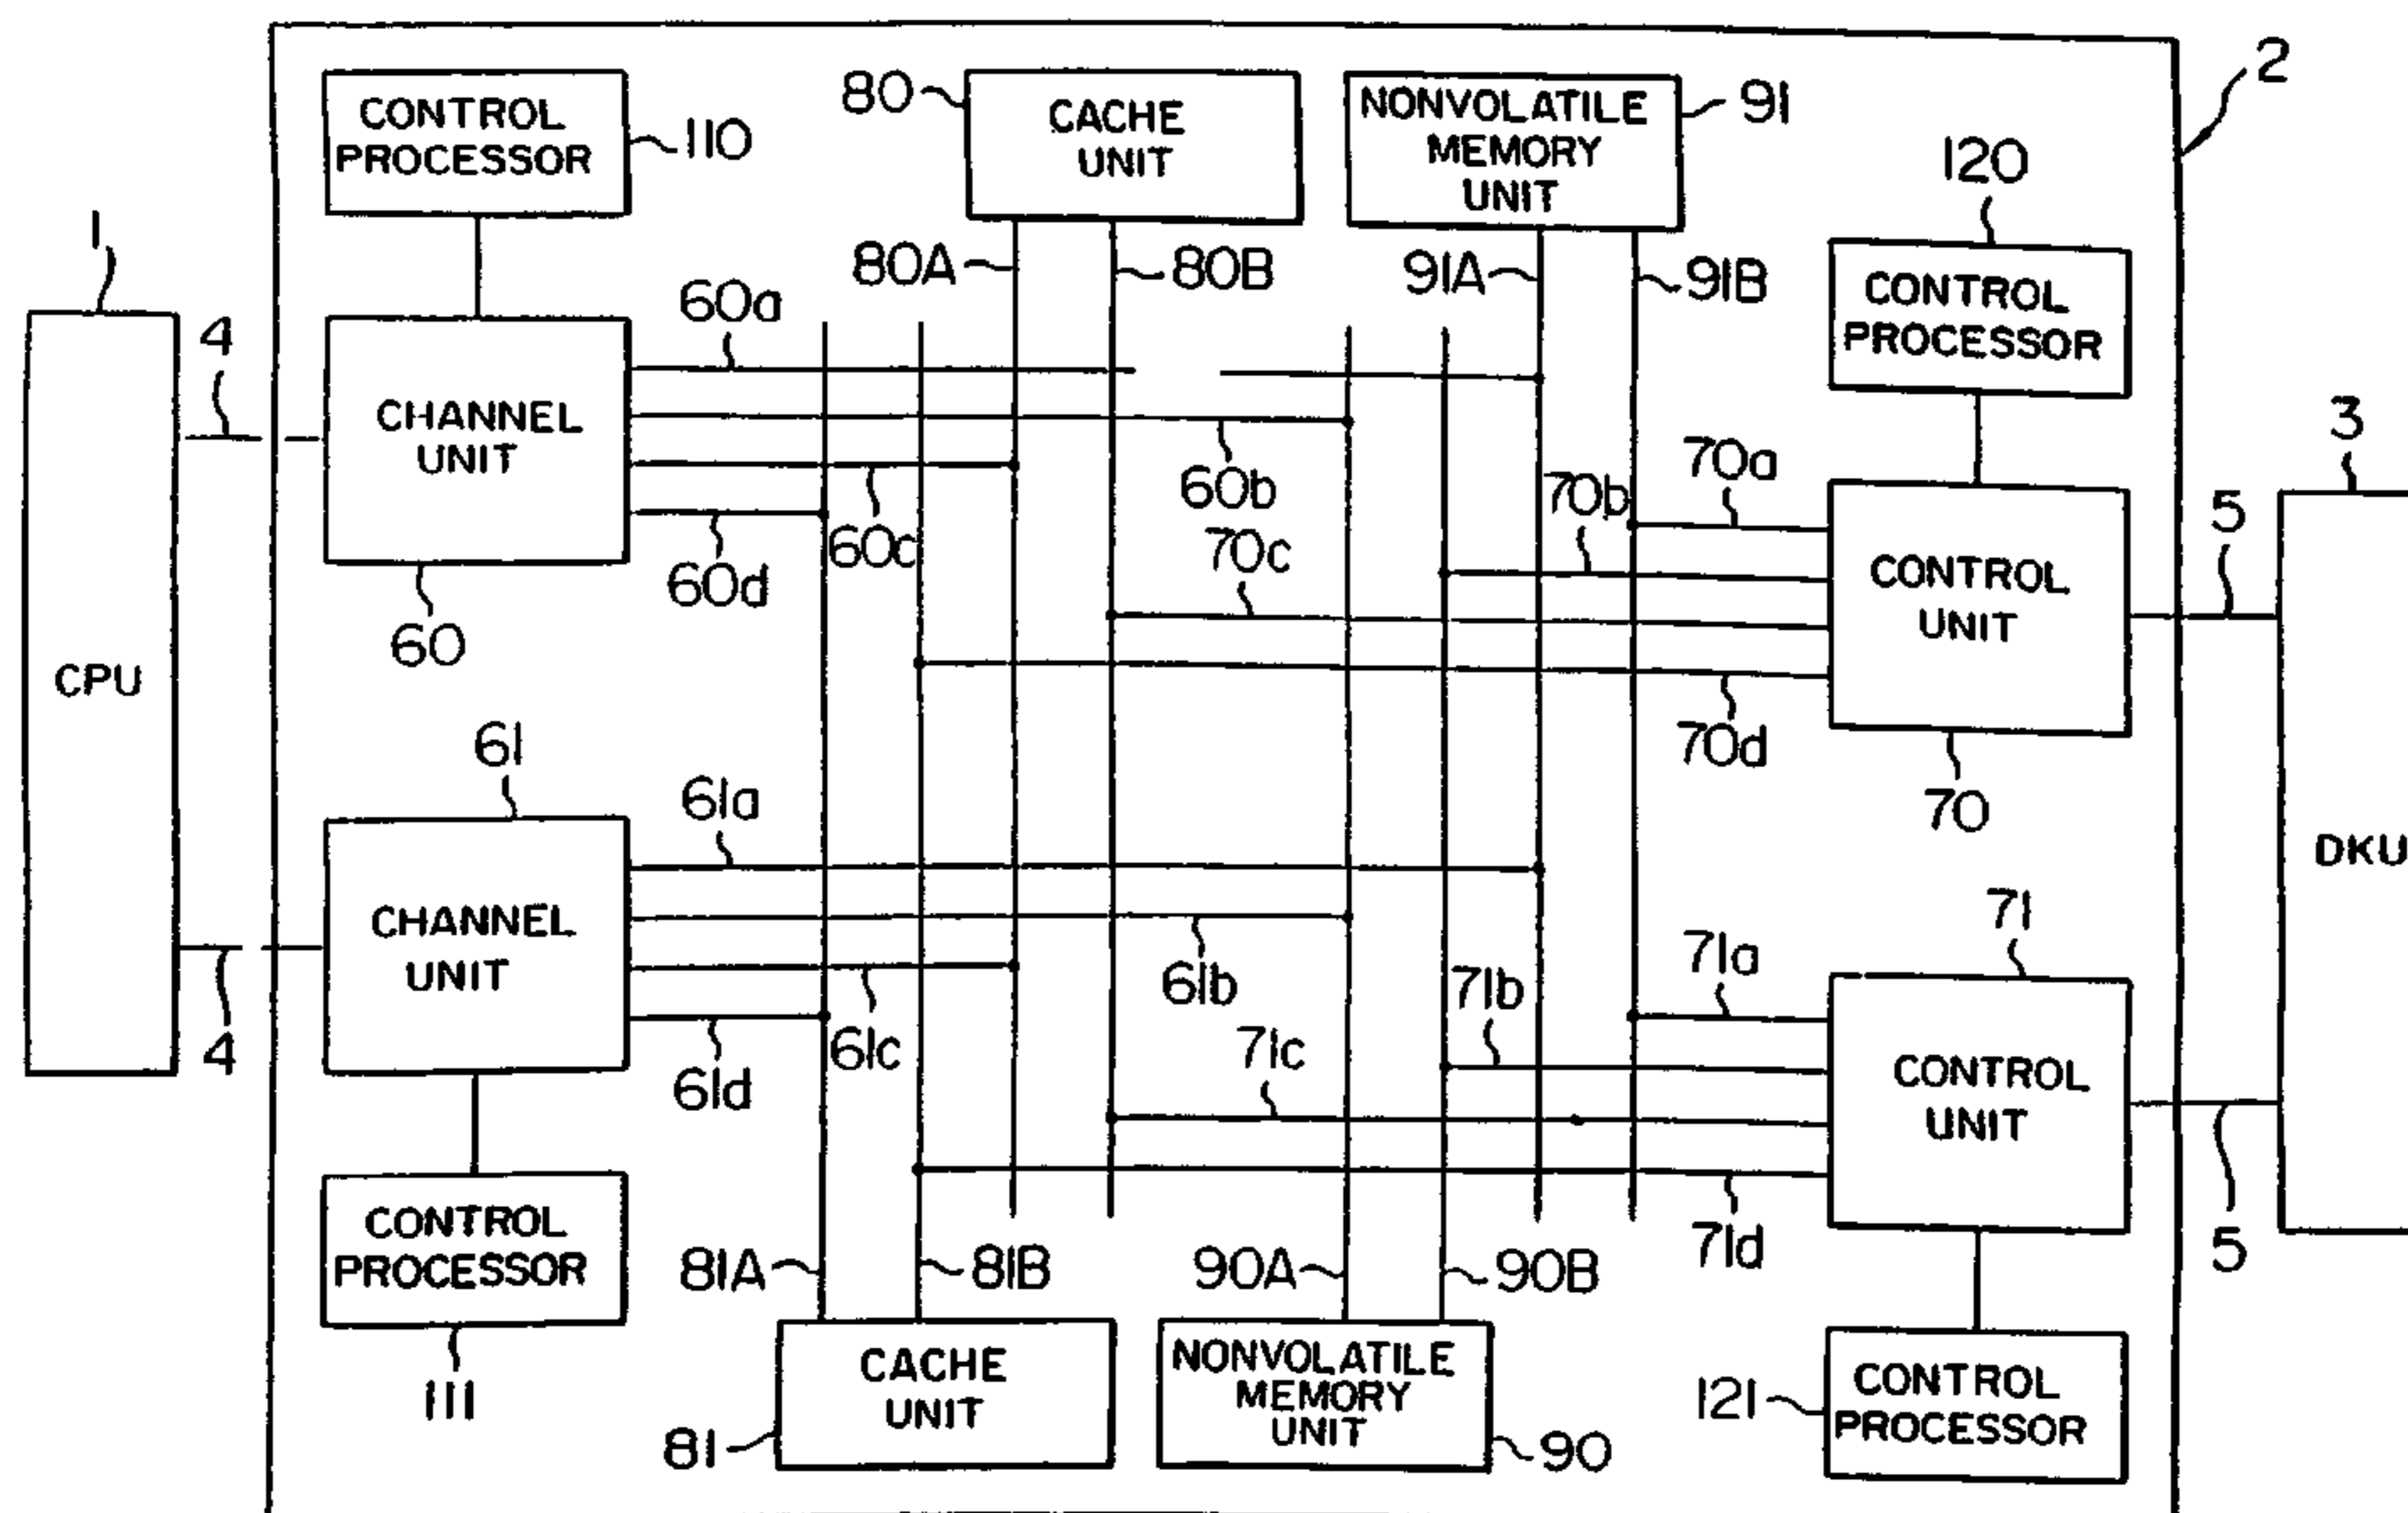 2
CONTROL
PROCESSOR
110
80
CACHE
UNIT
NONVOLATILE
MEMORY
UNIT
91
120
CONTROL
PROCESSOR
1
4
CHANNEL
UNIT
60
60a
60b
60c
60d
80A
80B
91A
91B
70a
70b
70c
70d
CONTROL
UNIT
70
5
3
CPU
DKU
61
CHANNEL
UNIT
4
61a
61b
61c
61d
71a
71b
71c
71d
71
CONTROL
UNIT
5
CONTROL
PROCESSOR
111
81A
81B
90A
90B
CACHE
UNIT
81
NONVOLATILE
MEMORY
UNIT
90
121
CONTROL
PROCESSOR